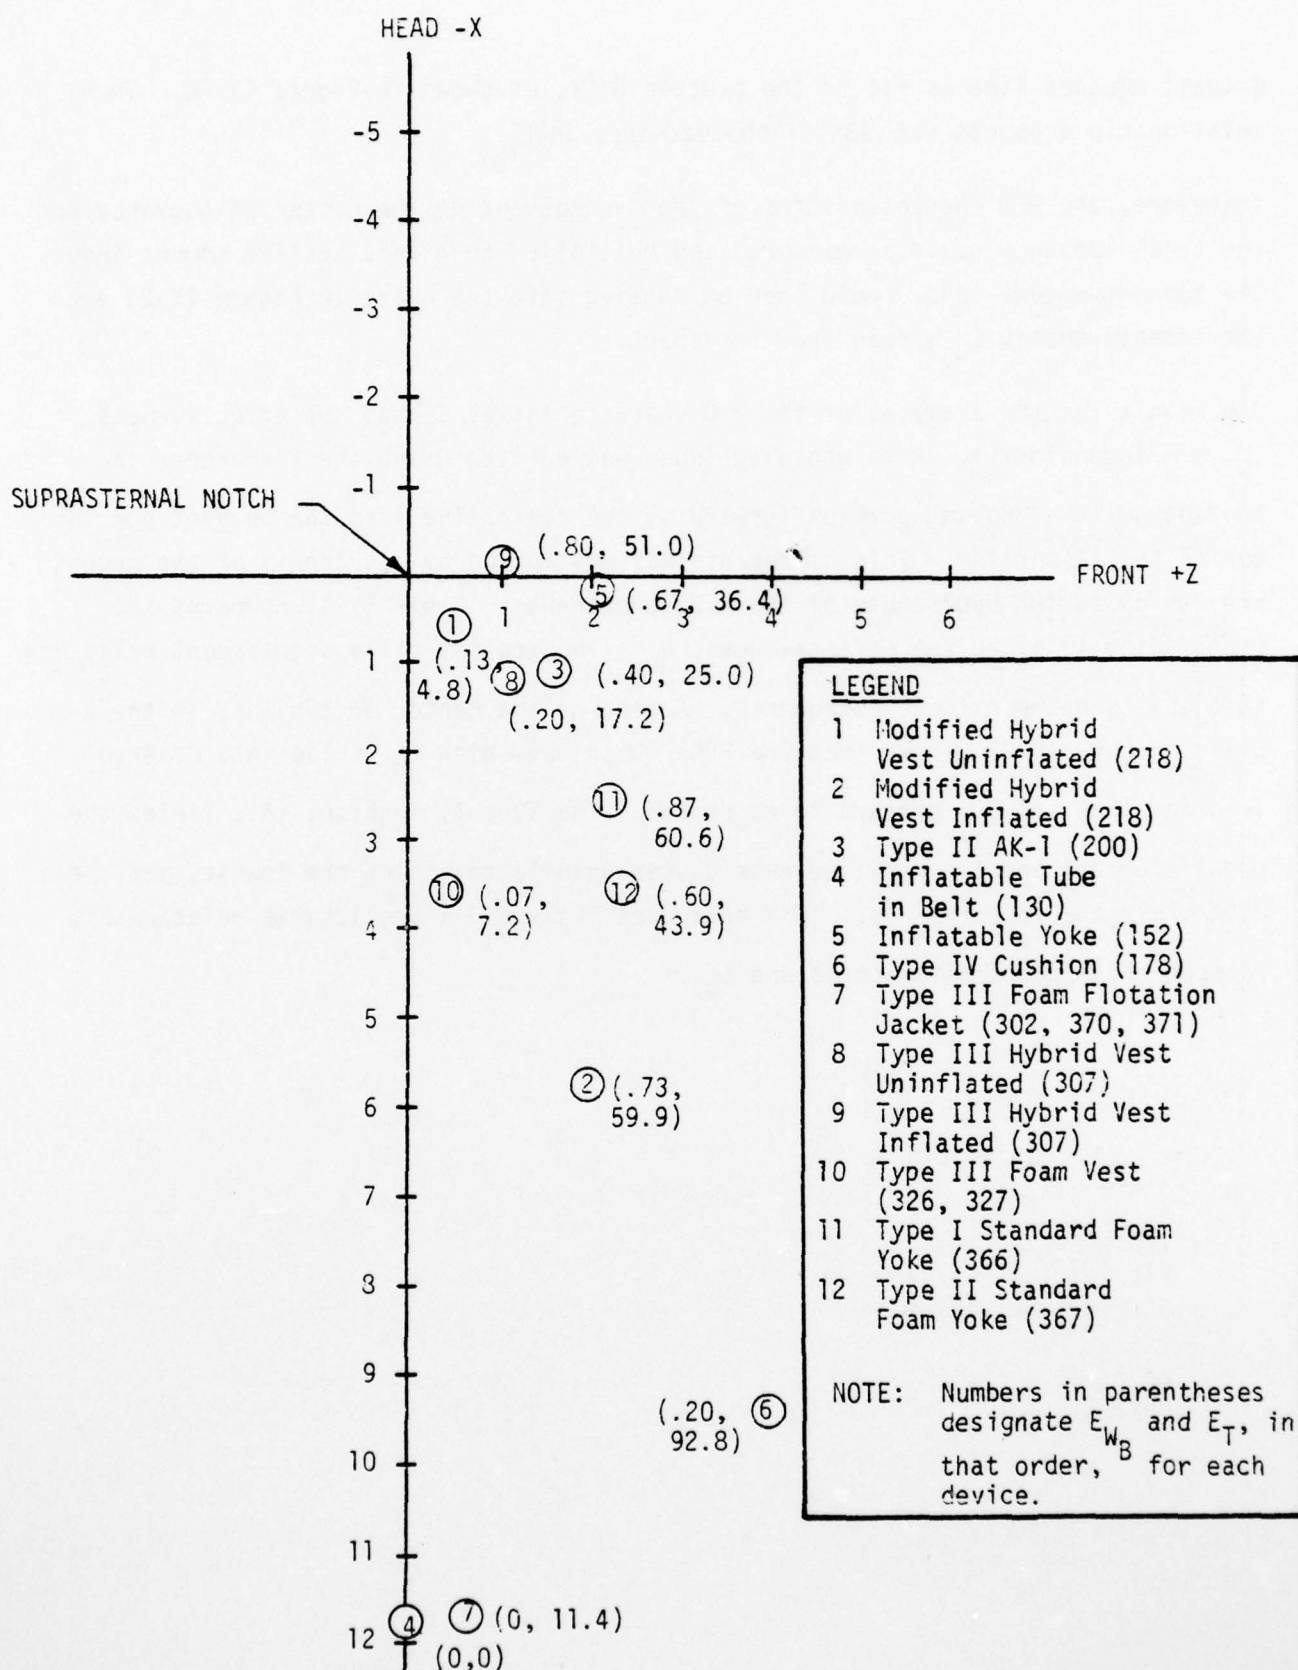 HEAD -X
-5
-4
-3
-2
-1
SUPRASTERNAL NOTCH
9 (.80, 51.0)
FRONT +Z
5 (.67, 36.4)
1 2 3 4 5 6
1
(.13,
4.8)
1
8
3 (.40, 25.0)
(.20, 17.2)
2
11 (.87,
60.6)
3
10 (.07,
7.2)
12 (.60,
43.9)
4
5
2 (.73,
59.9)
6
7
8
9
(.20, 6
92.8)
10
11
4
7 (0, 11.4)
12
(0,0)
LEGEND
1 Modified Hybrid
Vest Uninflated (218)
2 Modified Hybrid
Vest Inflated (218)
3 Type II AK-1 (200)
4 Inflatable Tube
in Belt (130)
5 Inflatable Yoke (152)
6 Type IV Cushion (178)
7 Type III Foam Flotation
Jacket (302, 370, 371)
8 Type III Hybrid Vest
Uninflated (307)
9 Type III Hybrid Vest
Inflated (307)
10 Type III Foam Vest
(326, 327)
11 Type I Standard Foam
Yoke (366)
12 Type II Standard
Foam Yoke (367)
NOTE: Numbers in parentheses
designate E_W_B and E_T, in
that order, for each
device.